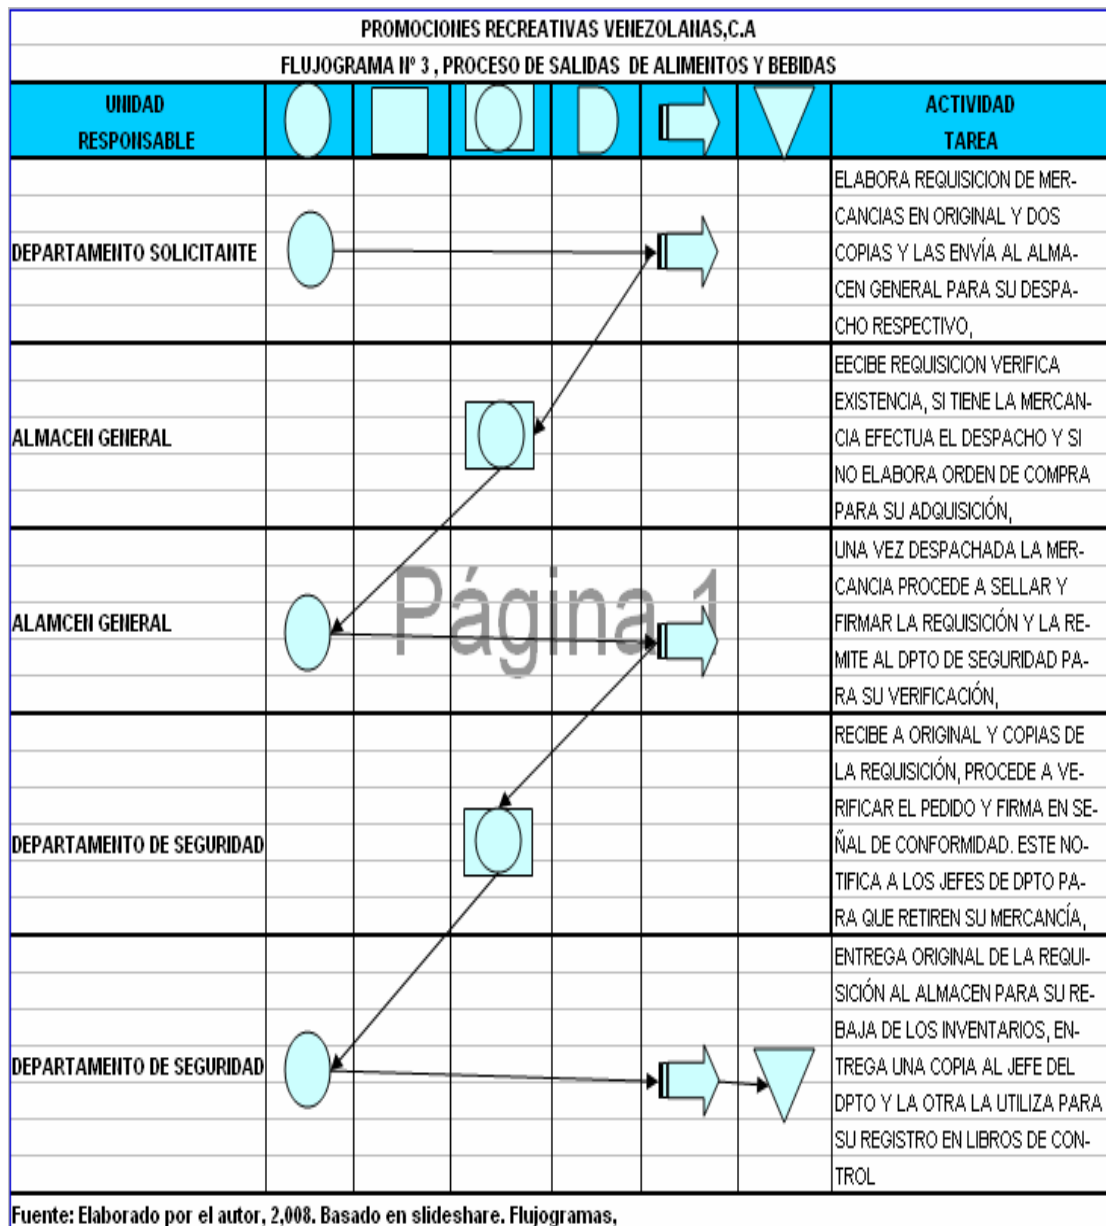 PROMOCIONES RECREATIVAS VENEZOLANAS,C.A
FLUJOGRAMA Nº 3 , PROCESO DE SALIDAS DE ALIMENTOS Y BEBIDAS
UNIDAD
RESPONSABLE
ACTIVIDAD
TAREA
DEPARTAMENTO SOLICITANTE
ELABORA REQUISICION DE MER-
CANCIAS EN ORIGINAL Y DOS
COPIAS Y LAS ENVÍA AL ALMA-
CEN GENERAL PARA SU DESPA-
CHO RESPECTIVO,
ALMACEN GENERAL
EECIBE REQUISICION VERIFICA
EXISTENCIA, SI TIENE LA MERCAN-
CIA EFECTUA EL DESPACHO Y SI
NO ELABORA ORDEN DE COMPRA
PARA SU ADQUISICIÓN,
ALAMCEN GENERAL
UNA VEZ DESPACHADA LA MER-
CANCIA PROCEDE A SELLAR Y
FIRMAR LA REQUISICIÓN Y LA RE-
MITE AL DPTO DE SEGURIDAD PA-
RA SU VERIFICACIÓN,
Página 1
DEPARTAMENTO DE SEGURIDAD
RECIBE A ORIGINAL Y COPIAS DE
LA REQUISICIÓN, PROCEDE A VE-
RIFICAR EL PEDIDO Y FIRMA EN SE-
ÑAL DE CONFORMIDAD. ESTE NO-
TIFICA A LOS JEFES DE DPTO PA-
RA QUE RETIREN SU MERCANCÍA,
DEPARTAMENTO DE SEGURIDAD
ENTREGA ORIGINAL DE LA REQUI-
SICIÓN AL ALMACEN PARA SU RE-
BAJA DE LOS INVENTARIOS, EN-
TREGA UNA COPIA AL JEFE DEL
DPTO Y LA OTRA LA UTILIZA PARA
SU REGISTRO EN LIBROS DE CON-
TROL
Fuente: Elaborado por el autor, 2,008. Basado en slideshare. Flujogramas,